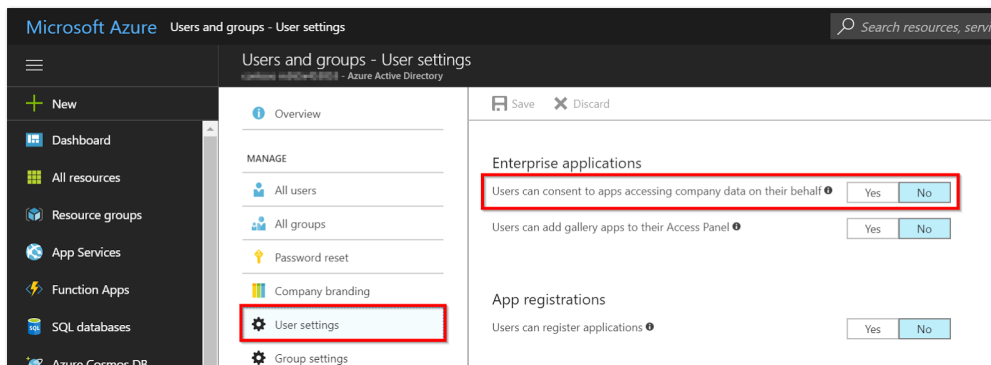 Microsoft Azure Users and groups - User settings
Search resources, servi
Users and groups - User settings
- Azure Active Directory
New
Dashboard
All resources
Resource groups
App Services
Function Apps
SQL databases
Azure Cosmos DB
Overview
MANAGE
All users
All groups
Password reset
Company branding
User settings
Group settings
Save Discard
Enterprise applications
Users can consent to apps accessing company data on their behalf Yes No
Users can add gallery apps to their Access Panel Yes No
App registrations
Users can register applications Yes No